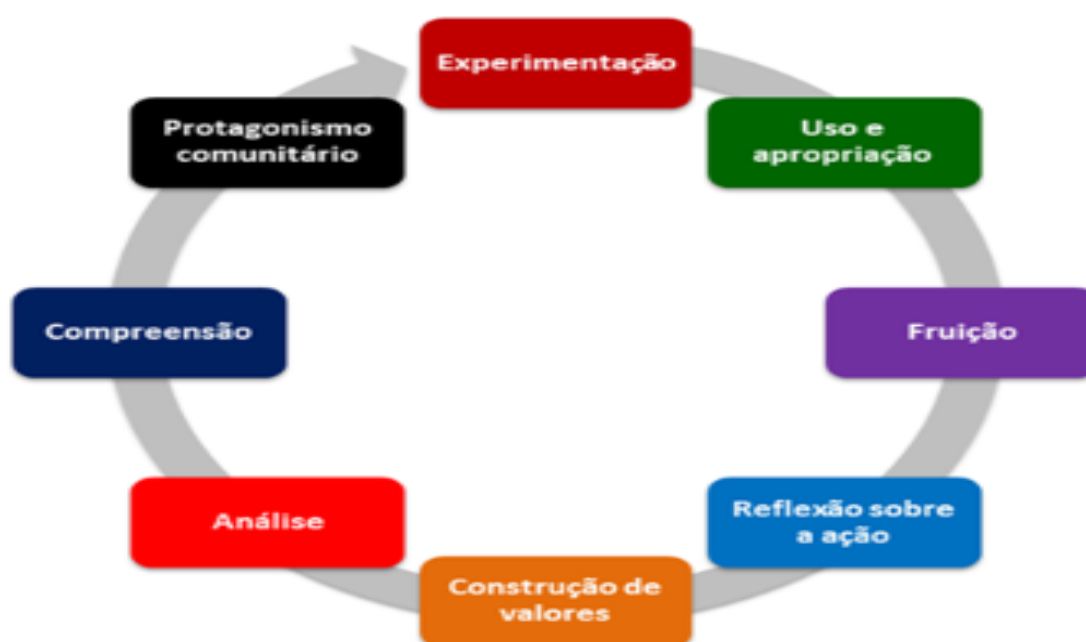 Experimentação
Uso e
apropriação
Fruição
Reflexão sobre
a ação
Construção de
valores
Análise
Compreensão
Protagonismo
comunitário